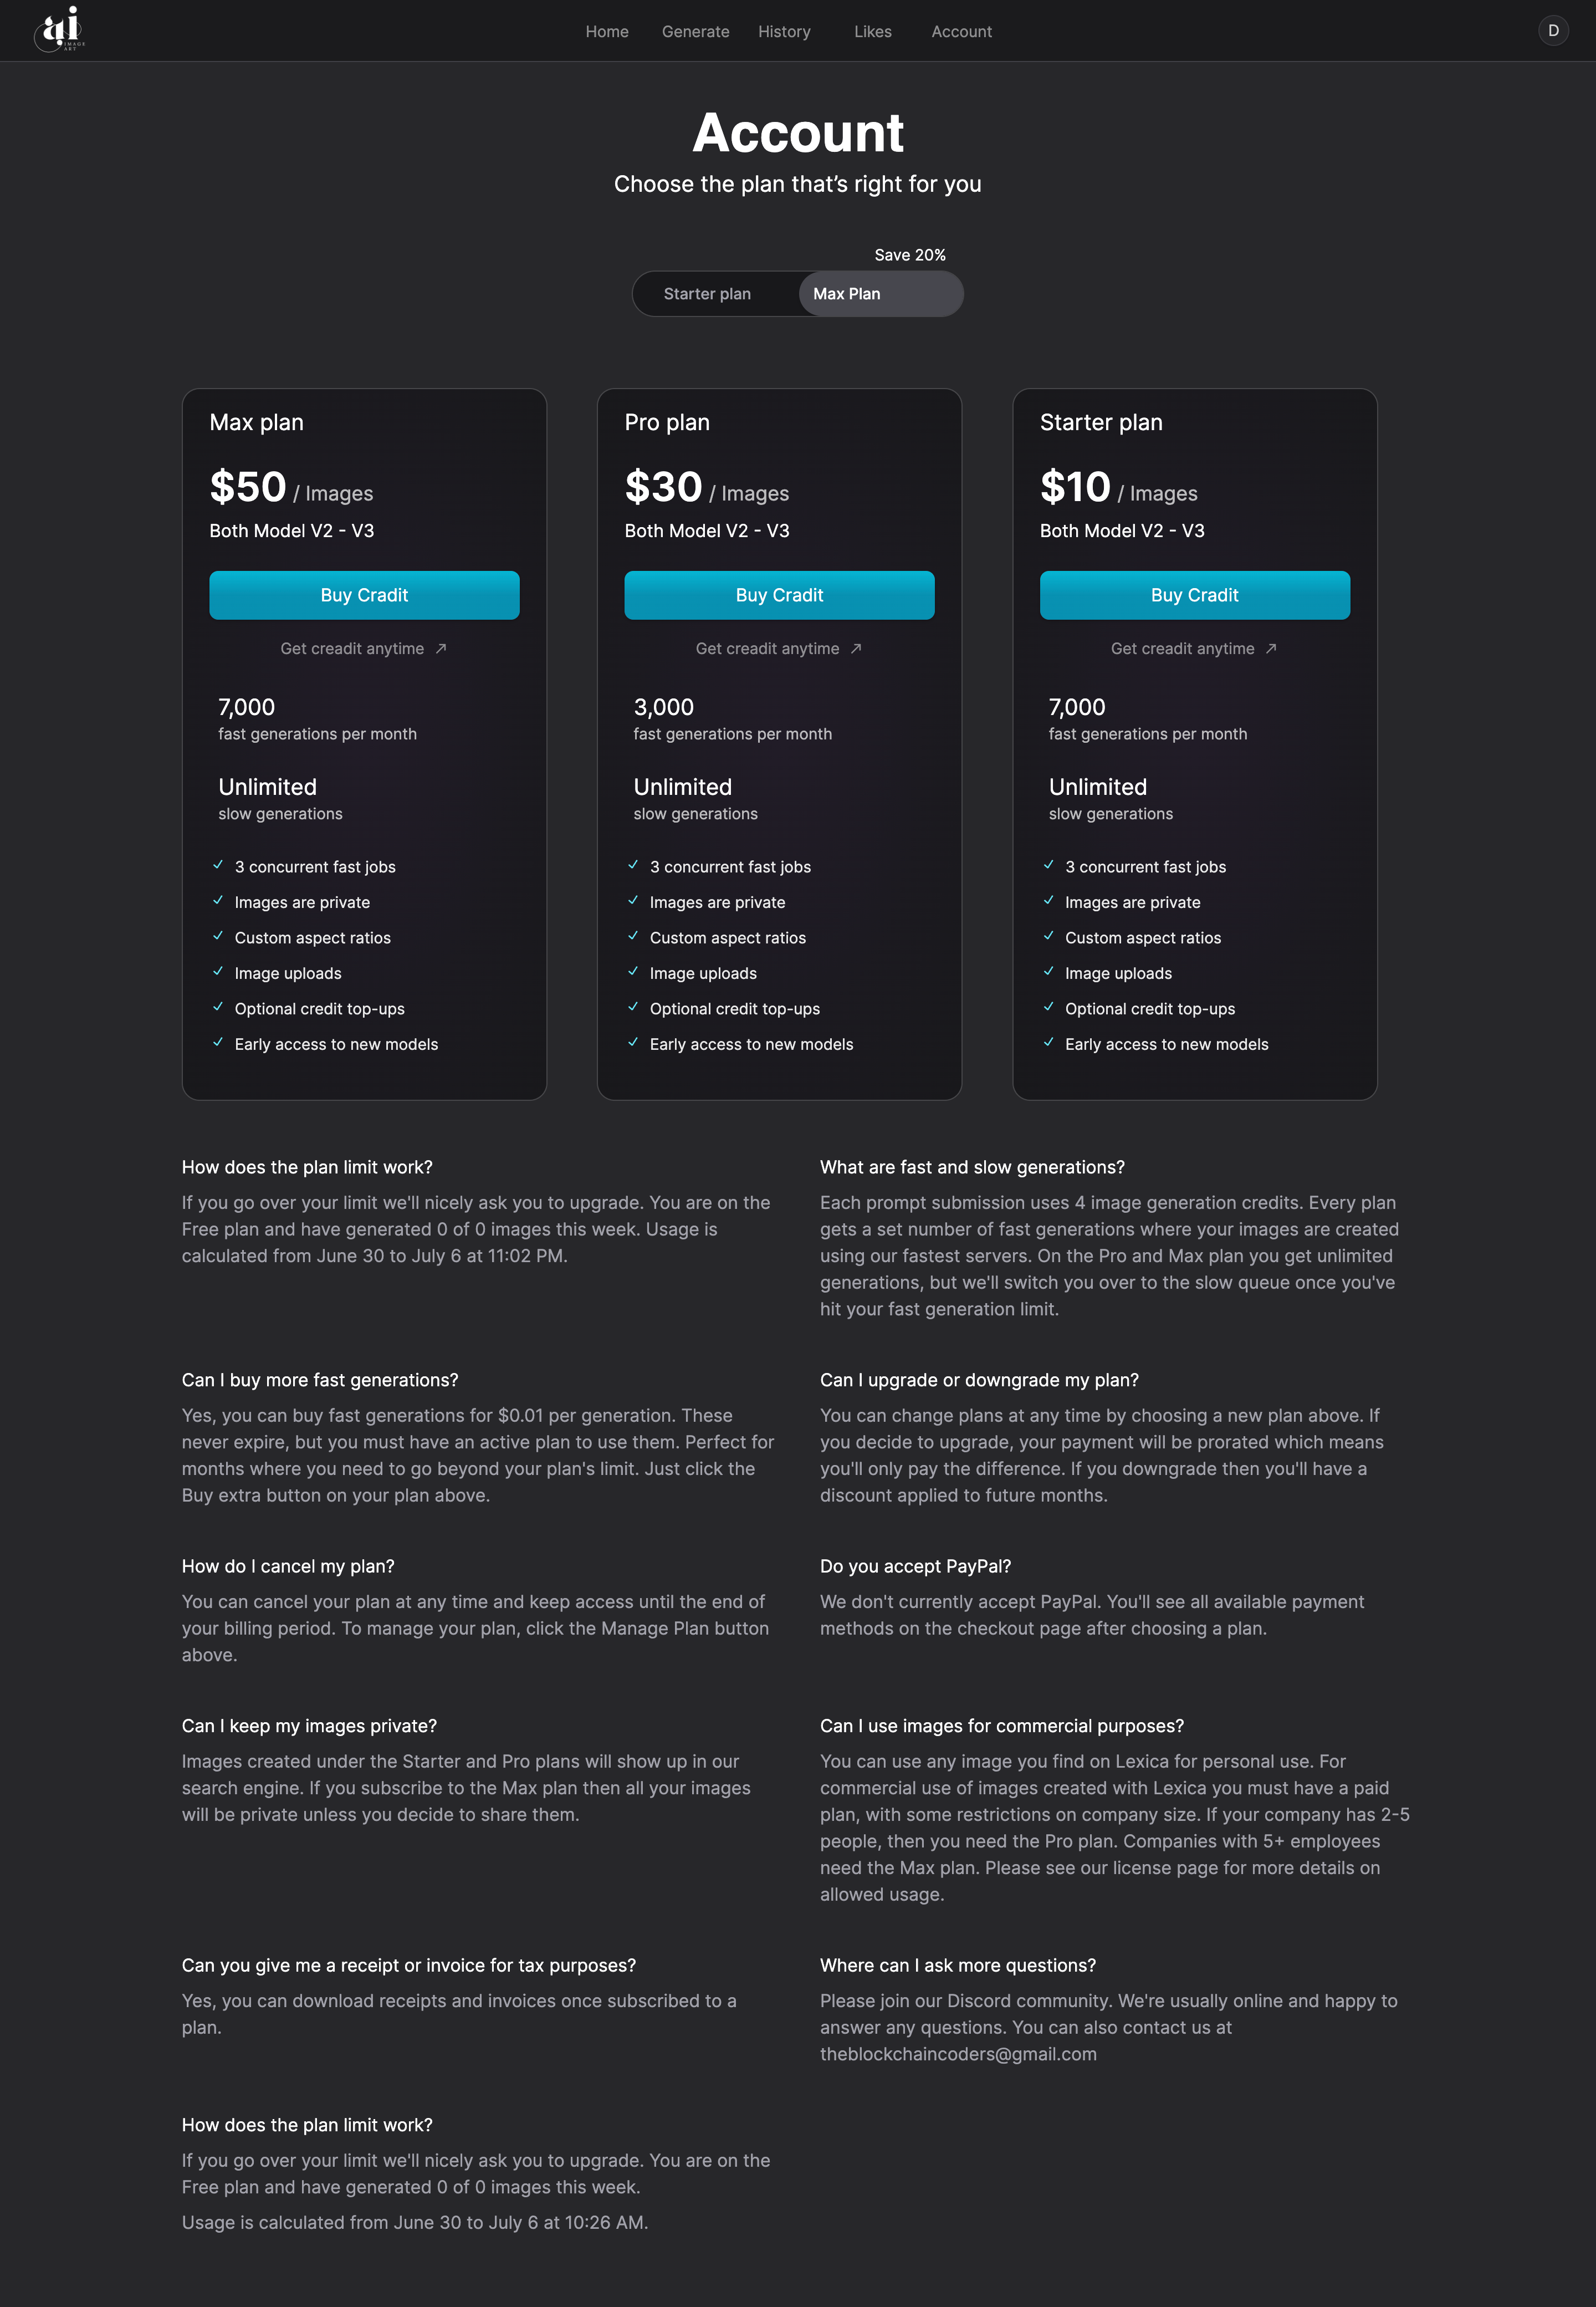 ai
IMAGE
ART
Home Generate History Likes Account
D
Account
Choose the plan that’s right for you
Save 20%
Starter plan Max Plan
Max plan
$50 / Images
Both Model V2 - V3
Buy Cradit
Get creadit anytime
7,000
fast generations per month
Unlimited
slow generations
3 concurrent fast jobs
Images are private
Custom aspect ratios
Image uploads
Optional credit top-ups
Early access to new models
Pro plan
$30 / Images
Both Model V2 - V3
Buy Cradit
Get creadit anytime
3,000
fast generations per month
Unlimited
slow generations
3 concurrent fast jobs
Images are private
Custom aspect ratios
Image uploads
Optional credit top-ups
Early access to new models
Starter plan
$10 / Images
Both Model V2 - V3
Buy Cradit
Get creadit anytime
7,000
fast generations per month
Unlimited
slow generations
3 concurrent fast jobs
Images are private
Custom aspect ratios
Image uploads
Optional credit top-ups
Early access to new models
How does the plan limit work?
If you go over your limit we'll nicely ask you to upgrade. You are on the
Free plan and have generated 0 of 0 images this week. Usage is
calculated from June 30 to July 6 at 11:02 PM.
What are fast and slow generations?
Each prompt submission uses 4 image generation credits. Every plan
gets a set number of fast generations where your images are created
using our fastest servers. On the Pro and Max plan you get unlimited
generations, but we'll switch you over to the slow queue once you've
hit your fast generation limit.
Can I buy more fast generations?
Yes, you can buy fast generations for $0.01 per generation. These
never expire, but you must have an active plan to use them. Perfect for
months where you need to go beyond your plan's limit. Just click the
Buy extra button on your plan above.
Can I upgrade or downgrade my plan?
You can change plans at any time by choosing a new plan above. If
you decide to upgrade, your payment will be prorated which means
you'll only pay the difference. If you downgrade then you'll have a
discount applied to future months.
How do I cancel my plan?
You can cancel your plan at any time and keep access until the end of
your billing period. To manage your plan, click the Manage Plan button
above.
Do you accept PayPal?
We don't currently accept PayPal. You'll see all available payment
methods on the checkout page after choosing a plan.
Can I keep my images private?
Images created under the Starter and Pro plans will show up in our
search engine. If you subscribe to the Max plan then all your images
will be private unless you decide to share them.
Can I use images for commercial purposes?
You can use any image you find on Lexica for personal use. For
commercial use of images created with Lexica you must have a paid
plan, with some restrictions on company size. If your company has 2-5
people, then you need the Pro plan. Companies with 5+ employees
need the Max plan. Please see our license page for more details on
allowed usage.
Can you give me a receipt or invoice for tax purposes?
Yes, you can download receipts and invoices once subscribed to a
plan.
Where can I ask more questions?
Please join our Discord community. We're usually online and happy to
answer any questions. You can also contact us at
theblockchaincoders@gmail.com
How does the plan limit work?
If you go over your limit we'll nicely ask you to upgrade. You are on the
Free plan and have generated 0 of 0 images this week.
Usage is calculated from June 30 to July 6 at 10:26 AM.